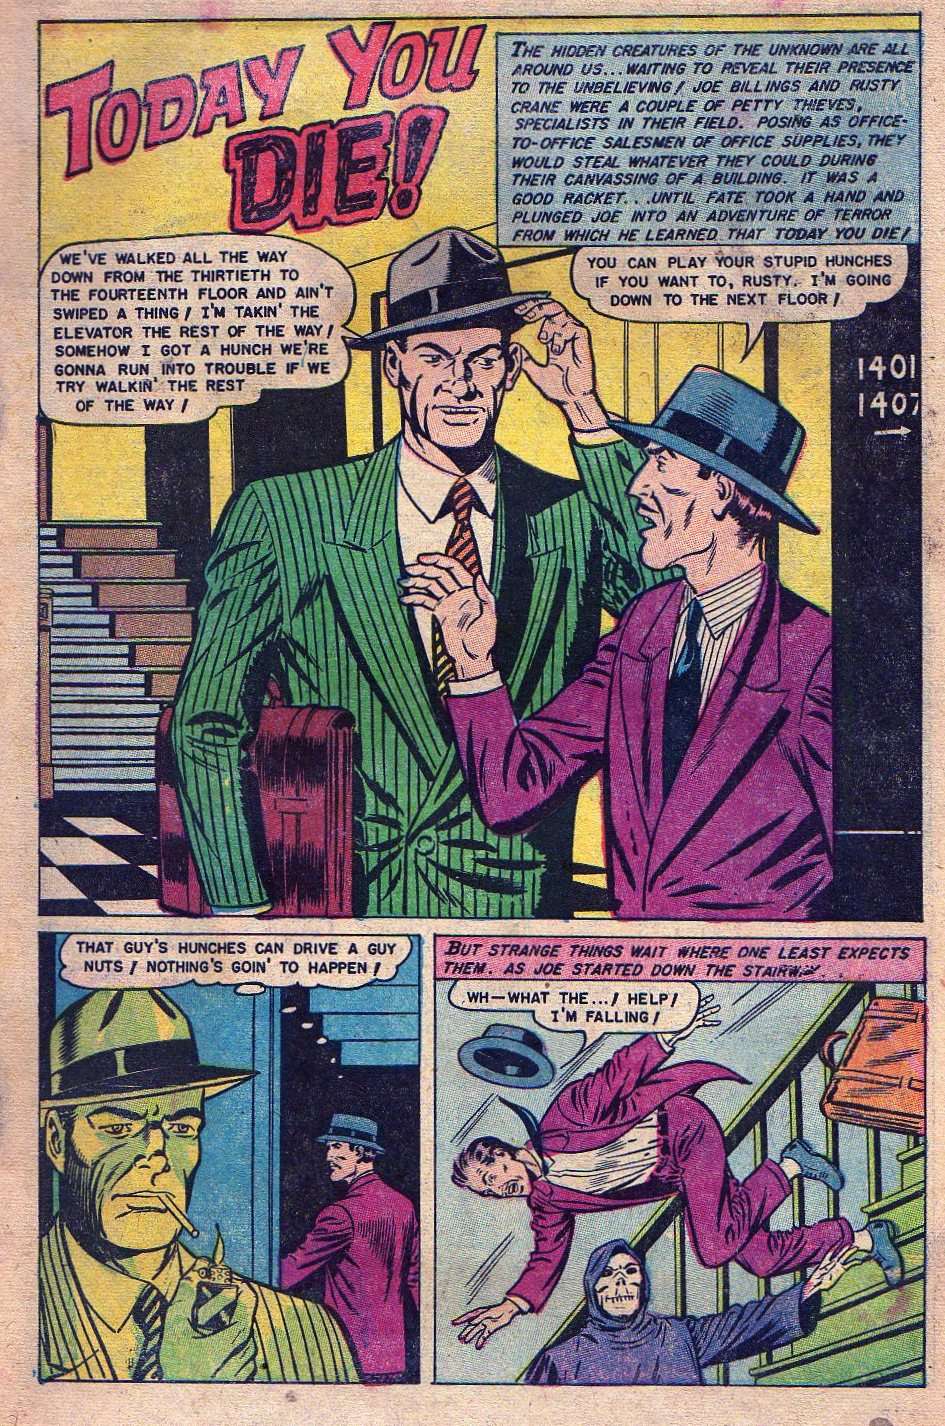 TODAY YOU
DIE!
THE HIDDEN CREATURES OF THE UNKNOWN ARE ALL
AROUND US...WAITING TO REVEAL THEIR PRESENCE
TO THE UNBELIEVING! JOE BILLINGS AND RUSTY
CRANE WERE A COUPLE OF PETTY THIEVES,
SPECIALISTS IN THEIR FIELD. POSING AS OFFICE-
TO-OFFICE SALESMEN OF OFFICE SUPPLIES, THEY
WOULD STEAL WHATEVER THEY COULD DURING
THEIR CANVASSING OF A BUILDING. IT WAS A
GOOD RACKET...UNTIL FATE TOOK A HAND AND
PLUNGED JOE INTO AN ADVENTURE OF TERROR
FROM WHICH HE LEARNED THAT TODAY YOU DIE!
WE'VE WALKED ALL THE WAY
DOWN FROM THE THIRTIETH TO
THE FOURTEENTH FLOOR AND AIN'T
SWIPED A THING! I'M TAKIN' THE
ELEVATOR THE REST OF THE WAY!
SOMEHOW I GOT A HUNCH WE'RE
GONNA RUN INTO TROUBLE IF WE
TRY WALKIN' THE REST
OF THE WAY!
YOU CAN PLAY YOUR STUPID HUNCHES
IF YOU WANT TO, RUSTY. I'M GOING
DOWN TO THE NEXT FLOOR!
1401
1407
→
THAT GUY'S HUNCHES CAN DRIVE A GUY
NUTS! NOTHING'S GOIN' TO HAPPEN!
BUT STRANGE THINGS WAIT WHERE ONE LEAST EXPECTS
THEM. AS JOE STARTED DOWN THE STAIRWAY...
WH-WHAT THE...! HELP!
I'M FALLING!